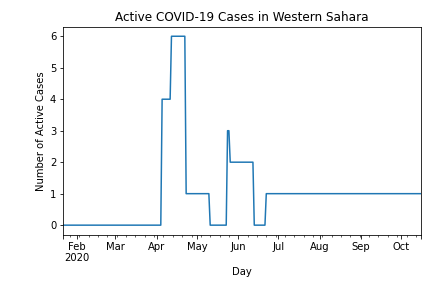 Active COVID-19 Cases in Western Sahara
Number of Active Cases
6
5
4
3
2
1
0
Feb Mar Apr May Jun Jul Aug Sep Oct
2020
Day